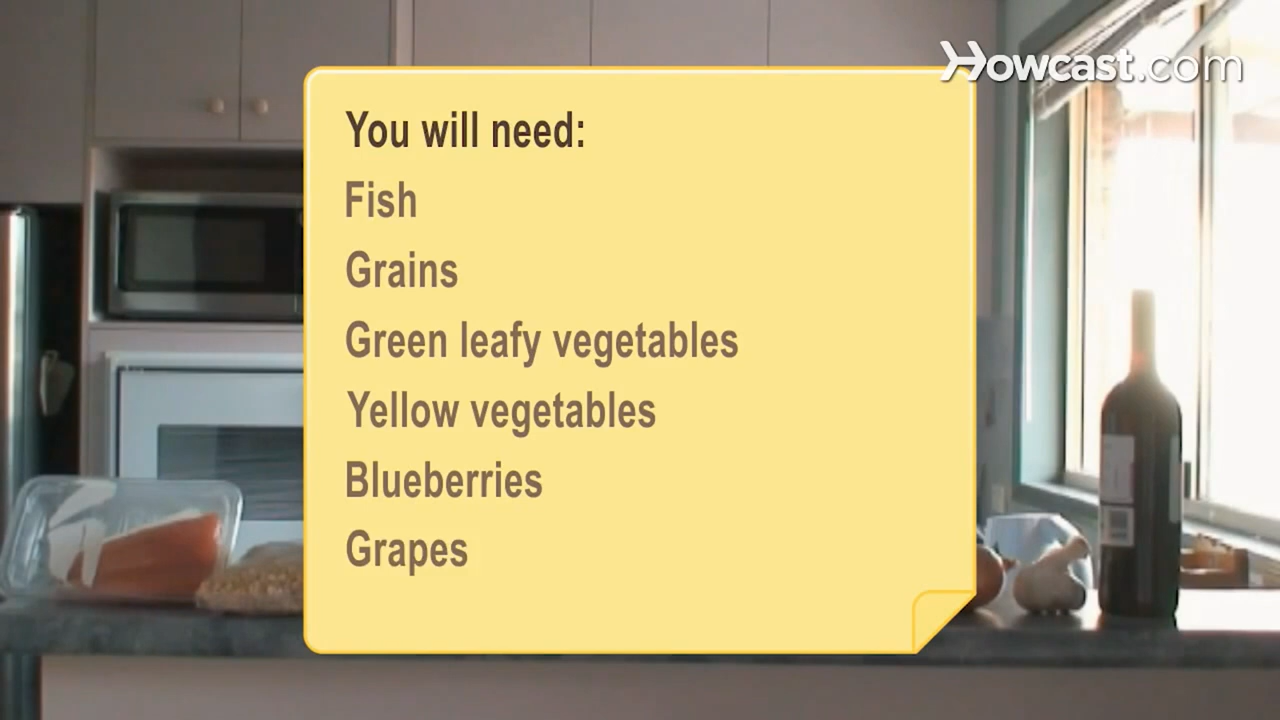 Howcast.com
You will need:
Fish
Grains
Green leafy vegetables
Yellow vegetables
Blueberries
Grapes